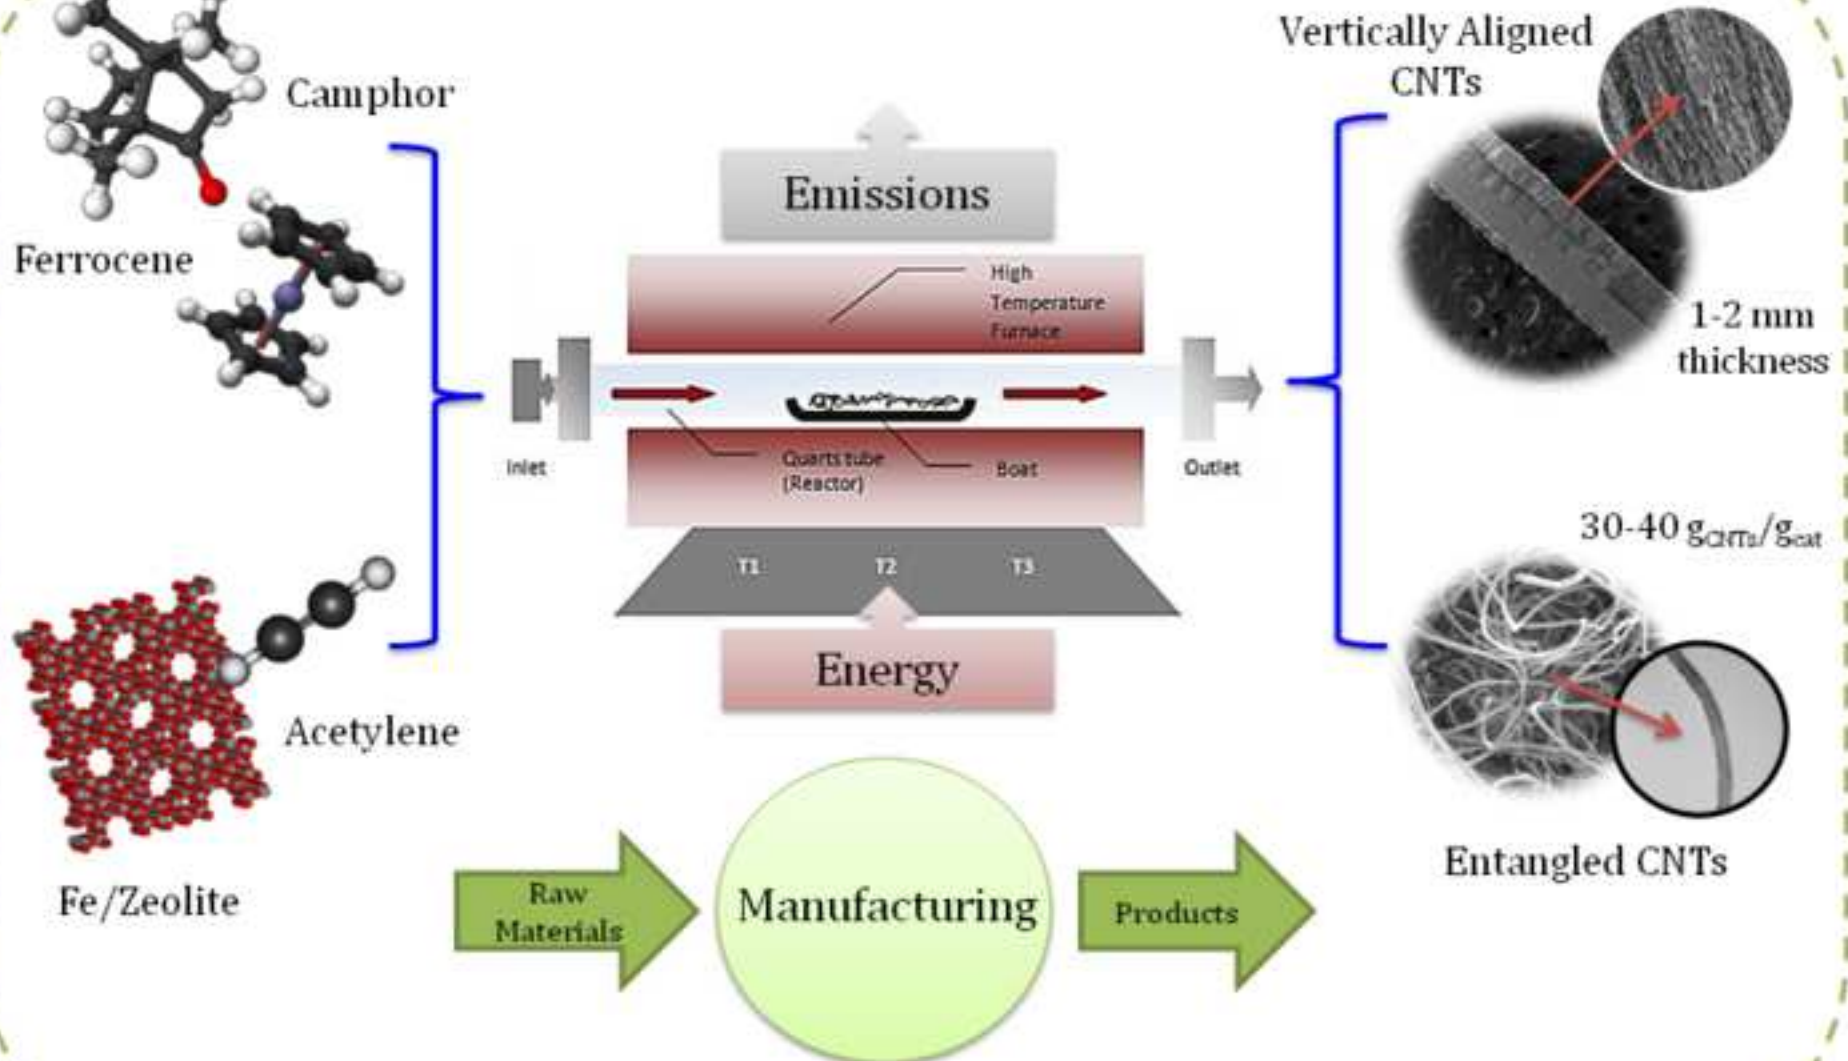 Camphor
Ferrocene
Acetylene
Fe/Zeolite
Emissions
High
Temperature
Furnace
Inlet
Quarts tube
(Reactor)
Boat
Outlet
T1 T2 T3
Energy
Vertically Aligned
CNTs
1-2 mm
thickness
30-40 gCNTs/gcat
Entangled CNTs
Raw
Materials
Manufacturing
Products